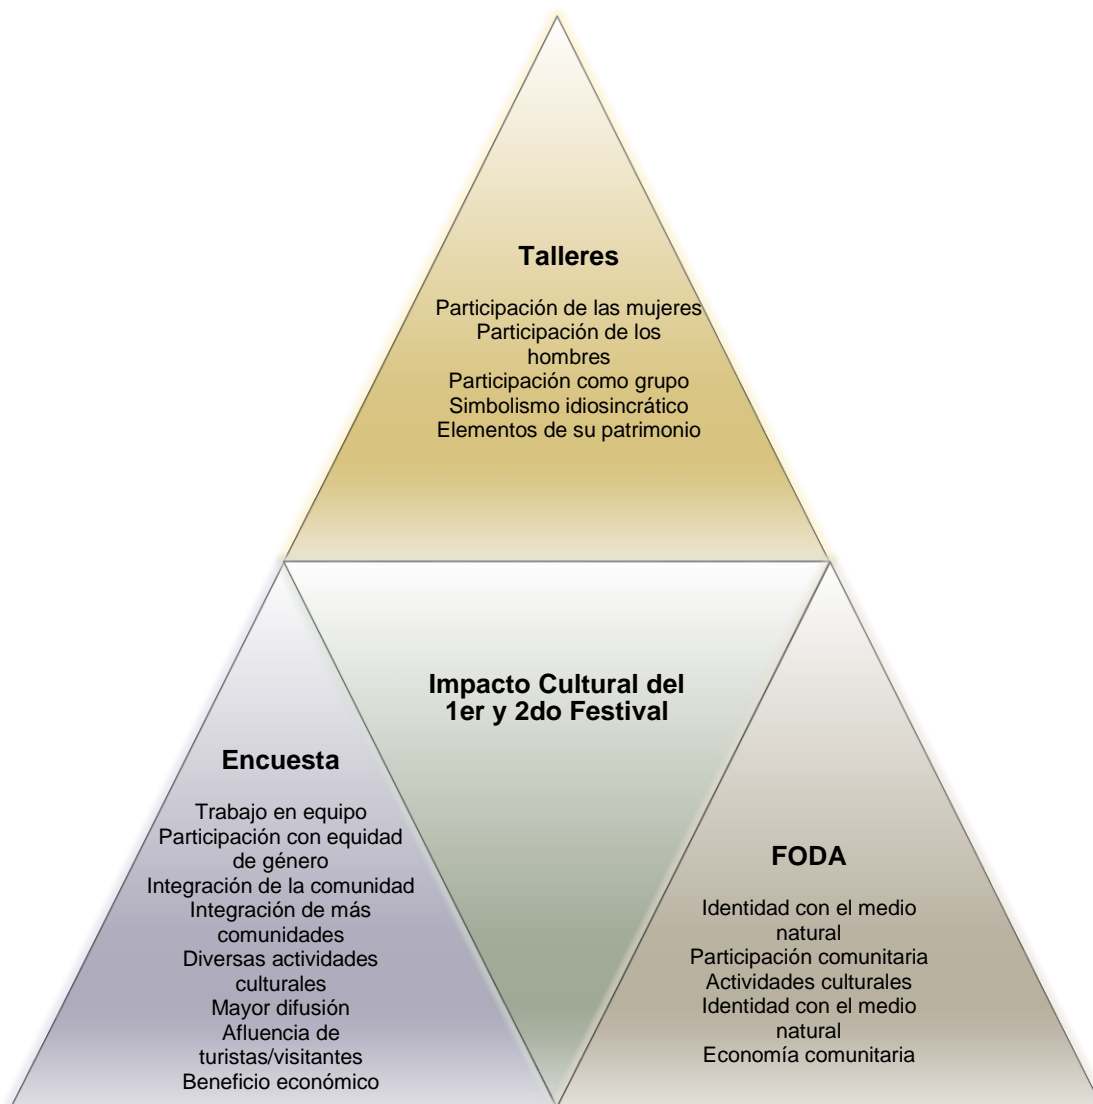 Talleres
Participación de las mujeres
Participación de los
hombres
Participación como grupo
Simbolismo idiosincrático
Elementos de su patrimonio
Impacto Cultural del
1er y 2do Festival
Encuesta
Trabajo en equipo
Participación con equidad
de género
Integración de la comunidad
Integración de más
comunidades
Diversas actividades
culturales
Mayor difusión
Afluencia de
turistas/visitantes
Beneficio económico
FODA
Identidad con el medio
natural
Participación comunitaria
Actividades culturales
Identidad con el medio
natural
Economía comunitaria